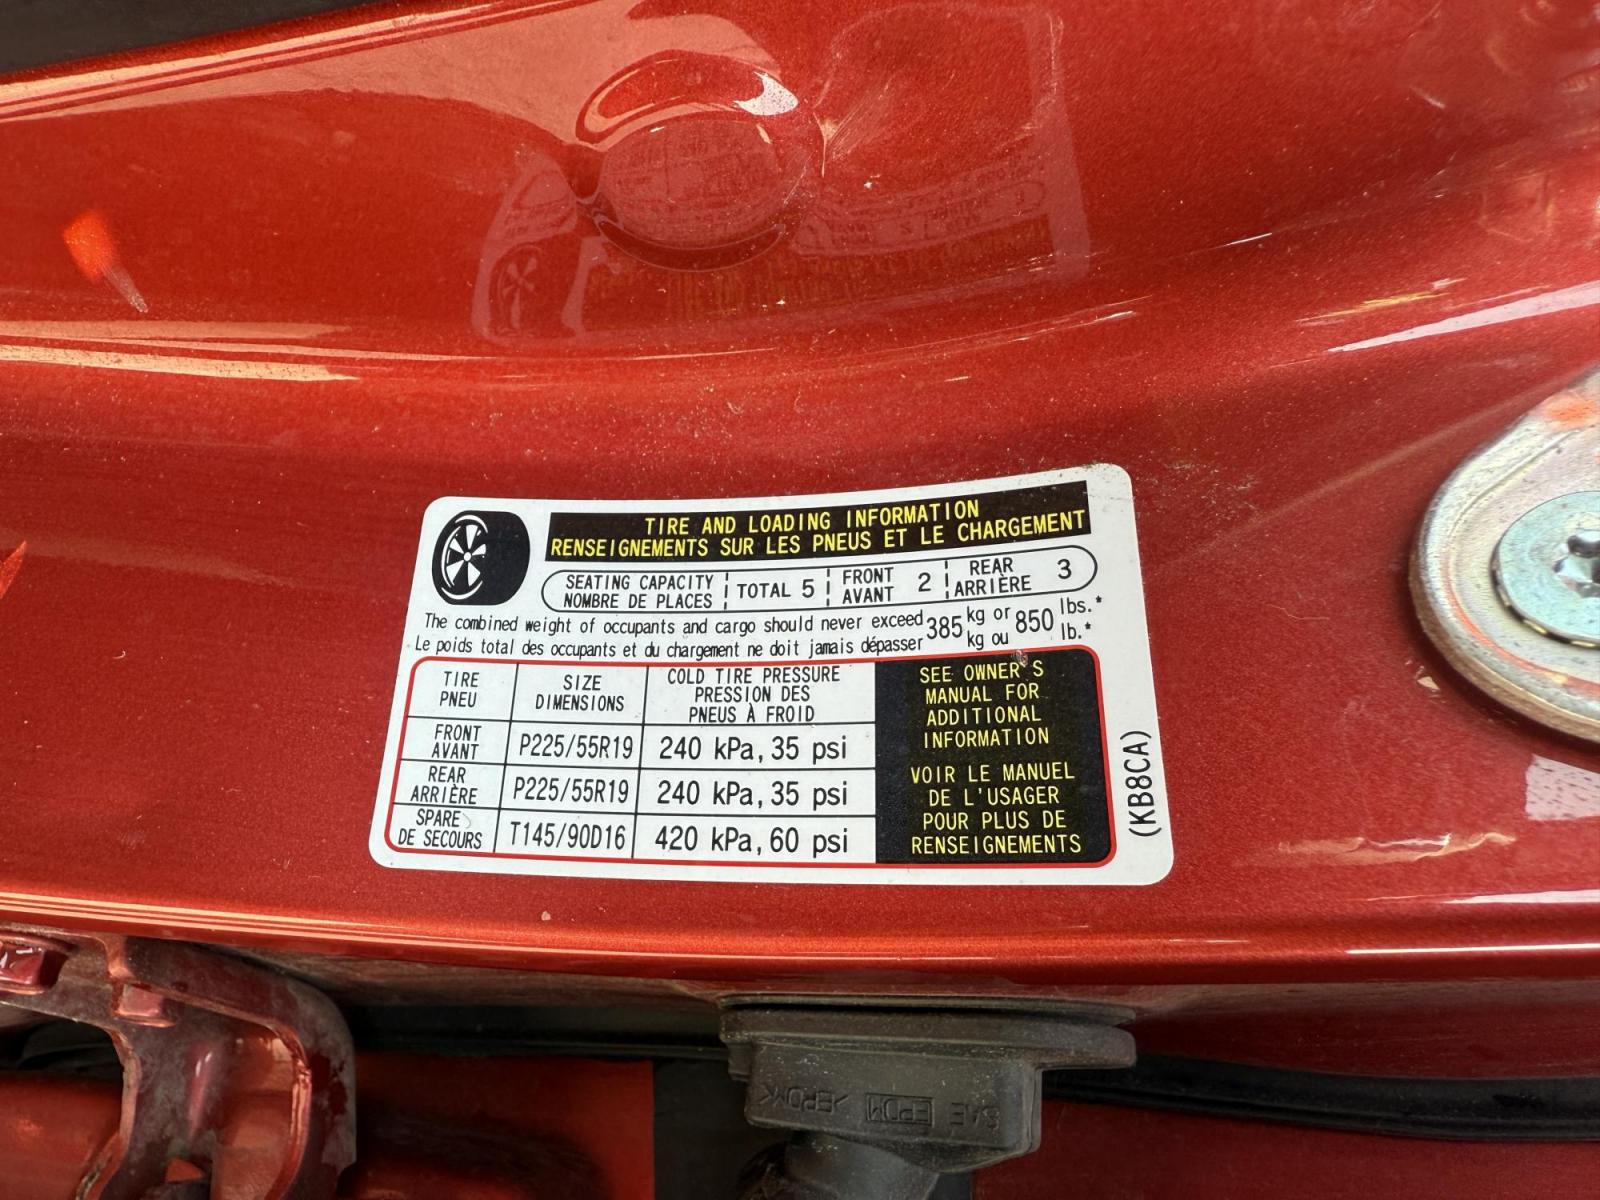 TIRE AND LOADING INFORMATION
RENSEIGNEMENTS SUR LES PNEUS ET LE CHARGEMENT
SEATING CAPACITY
NOMBRE DE PLACES
TOTAL 5
FRONT
AVANT
2
REAR
ARRIÈRE
3
The combined weight of occupants and cargo should never exceed 385 kg or 850 lbs.*
Le poids total des occupants et du chargement ne doit jamais dépasser kg ou lb.*
TIRE
PNEU
SIZE
DIMENSIONS
COLD TIRE PRESSURE
PRESSION DES
PNEUS À FROID
FRONT
AVANT
P225/55R19
240 kPa, 35 psi
REAR
ARRIÈRE
P225/55R19
240 kPa, 35 psi
SPARE
DE SECOURS
T145/90D16
420 kPa, 60 psi
SEE OWNER'S
MANUAL FOR
ADDITIONAL
INFORMATION
VOIR LE MANUEL
DE L'USAGER
POUR PLUS DE
RENSEIGNEMENTS
(KB8CA)
EPDM